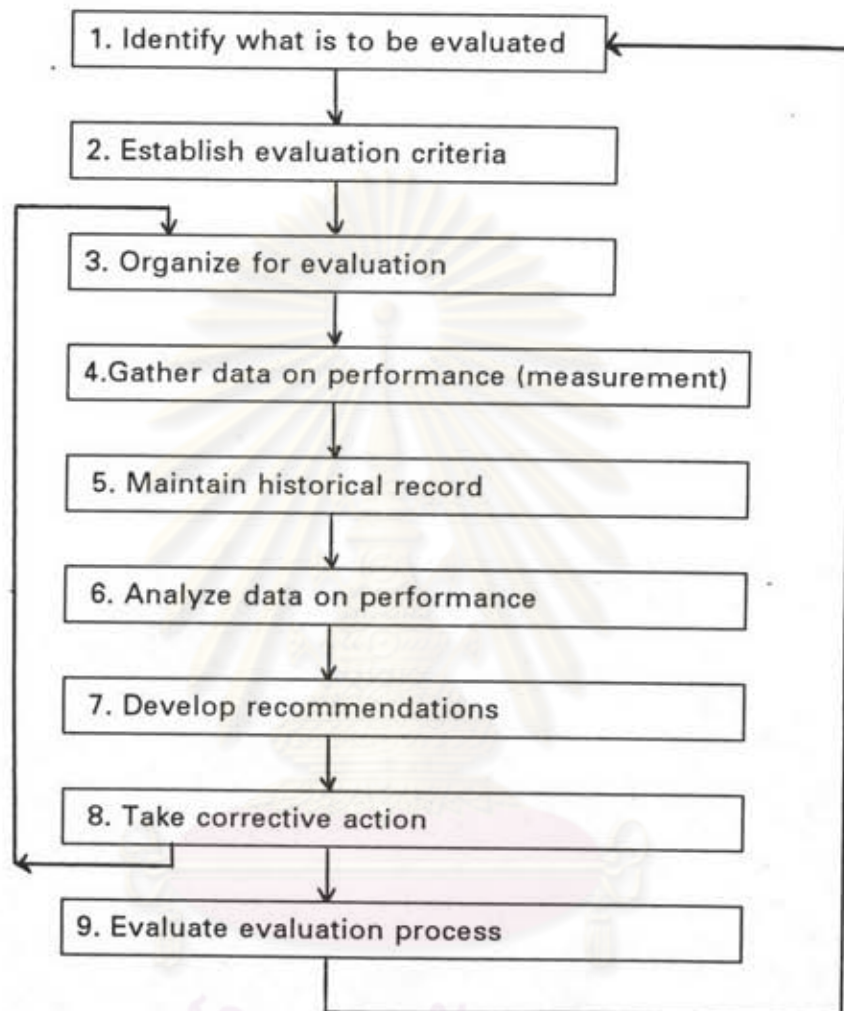 1. Identify what is to be evaluated
2. Establish evaluation criteria
3. Organize for evaluation
4.Gather data on performance (measurement)
5. Maintain historical record
6. Analyze data on performance
7. Develop recommendations
8. Take corrective action
9. Evaluate evaluation process